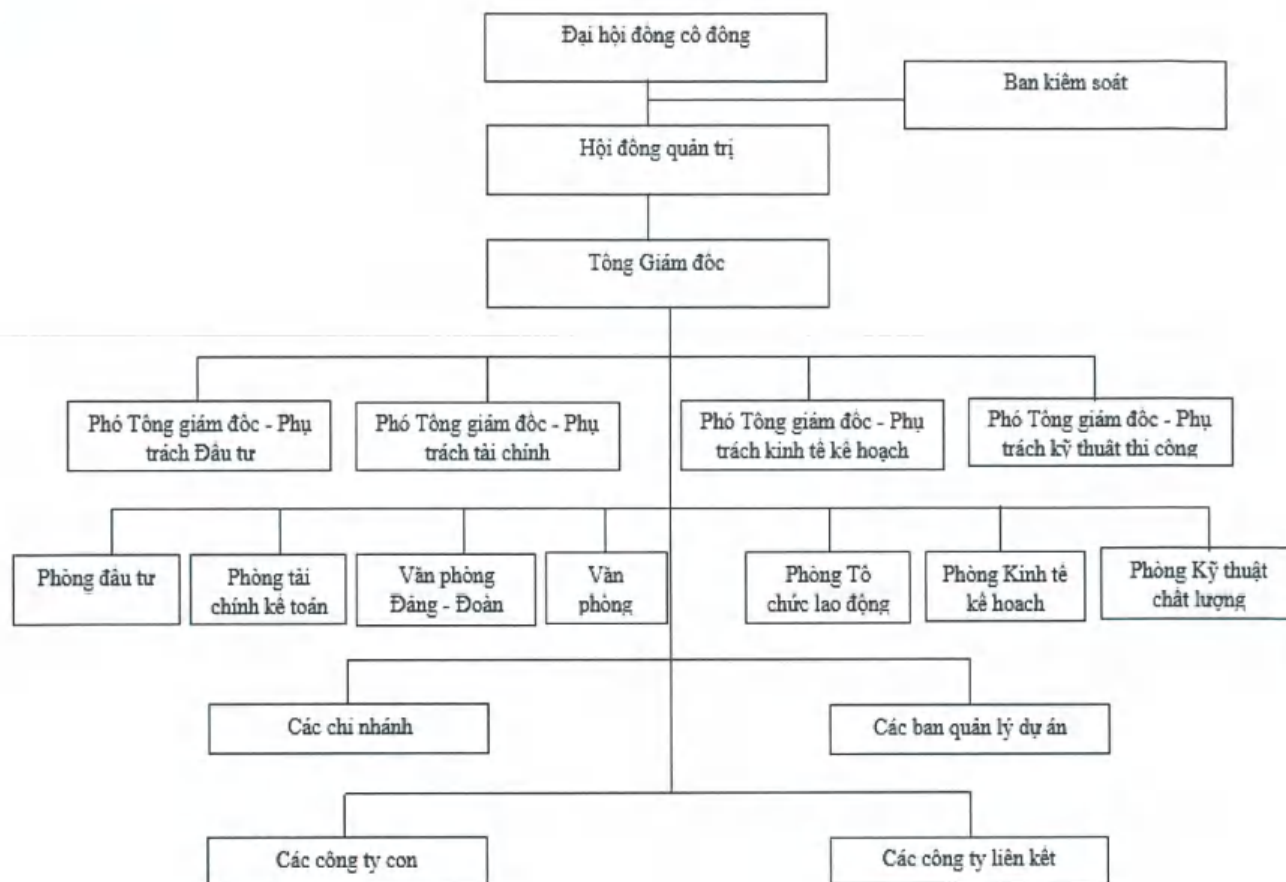 Đại hội đồng cổ đông
Ban kiểm soát
Hội đồng quản trị
Tổng Giám đốc
Phó Tổng giám đốc - Phụ
trách Đầu tư
Phó Tổng giám đốc - Phụ
trách tài chính
Phó Tổng giám đốc - Phụ
trách kinh tế kế hoạch
Phó Tổng giám đốc - Phụ
trách kỹ thuật thi công
Phòng đầu tư
Phòng tài
chính kế toán
Văn phòng
Đảng - Đoàn
Văn
phòng
Phòng Tổ
chức lao động
Phòng Kinh tế
kế hoạch
Phòng Kỹ thuật
chất lượng
Các chi nhánh
Các ban quản lý dự án
Các công ty con
Các công ty liên kết